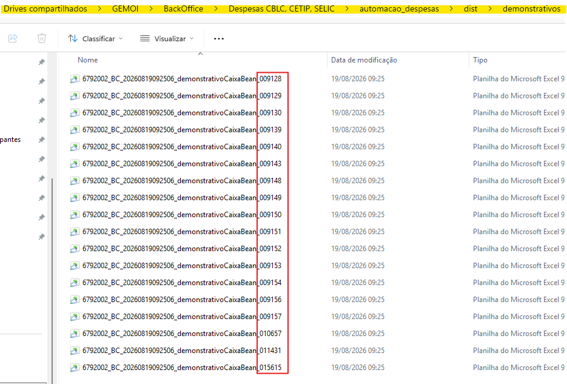 Drives compartilhados > GEMOI > BackOffice > Despesas CBLC, CETIP, SELIC > automacao_despesas > dist > demonstrativos
Classificar Visualizar ...
Nome Data de modificação Tipo
6792002_BC_20260819092506_demonstrativoCaixaBean_009128 19/08/2026 09:25 Planilha do Microsoft Excel 9
6792002_BC_20260819092506_demonstrativoCaixaBean_009129 19/08/2026 09:25 Planilha do Microsoft Excel 9
6792002_BC_20260819092506_demonstrativoCaixaBean_009130 19/08/2026 09:25 Planilha do Microsoft Excel 9
6792002_BC_20260819092506_demonstrativoCaixaBean_009139 19/08/2026 09:25 Planilha do Microsoft Excel 9
pantes
6792002_BC_20260819092506_demonstrativoCaixaBean_009140 19/08/2026 09:25 Planilha do Microsoft Excel 9
6792002_BC_20260819092506_demonstrativoCaixaBean_009143 19/08/2026 09:25 Planilha do Microsoft Excel 9
6792002_BC_20260819092506_demonstrativoCaixaBean_009148 19/08/2026 09:25 Planilha do Microsoft Excel 9
6792002_BC_20260819092506_demonstrativoCaixaBean_009149 19/08/2026 09:25 Planilha do Microsoft Excel 9
6792002_BC_20260819092506_demonstrativoCaixaBean_009150 19/08/2026 09:25 Planilha do Microsoft Excel 9
6792002_BC_20260819092506_demonstrativoCaixaBean_009151 19/08/2026 09:25 Planilha do Microsoft Excel 9
6792002_BC_20260819092506_demonstrativoCaixaBean_009152 19/08/2026 09:25 Planilha do Microsoft Excel 9
6792002_BC_20260819092506_demonstrativoCaixaBean_009153 19/08/2026 09:25 Planilha do Microsoft Excel 9
6792002_BC_20260819092506_demonstrativoCaixaBean_009154 19/08/2026 09:25 Planilha do Microsoft Excel 9
6792002_BC_20260819092506_demonstrativoCaixaBean_009156 19/08/2026 09:25 Planilha do Microsoft Excel 9
6792002_BC_20260819092506_demonstrativoCaixaBean_009157 19/08/2026 09:25 Planilha do Microsoft Excel 9
6792002_BC_20260819092506_demonstrativoCaixaBean_010657 19/08/2026 09:25 Planilha do Microsoft Excel 9
6792002_BC_20260819092506_demonstrativoCaixaBean_011431 19/08/2026 09:25 Planilha do Microsoft Excel 9
6792002_BC_20260819092506_demonstrativoCaixaBean_015615 19/08/2026 09:25 Planilha do Microsoft Excel 9